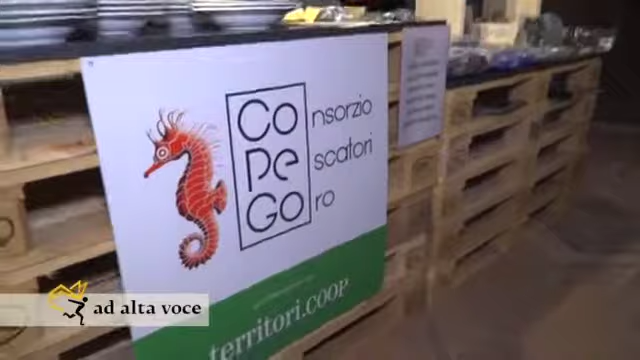 Co nsorzio
Pe scatori
Go ro
territori.COOP
ad alta voce